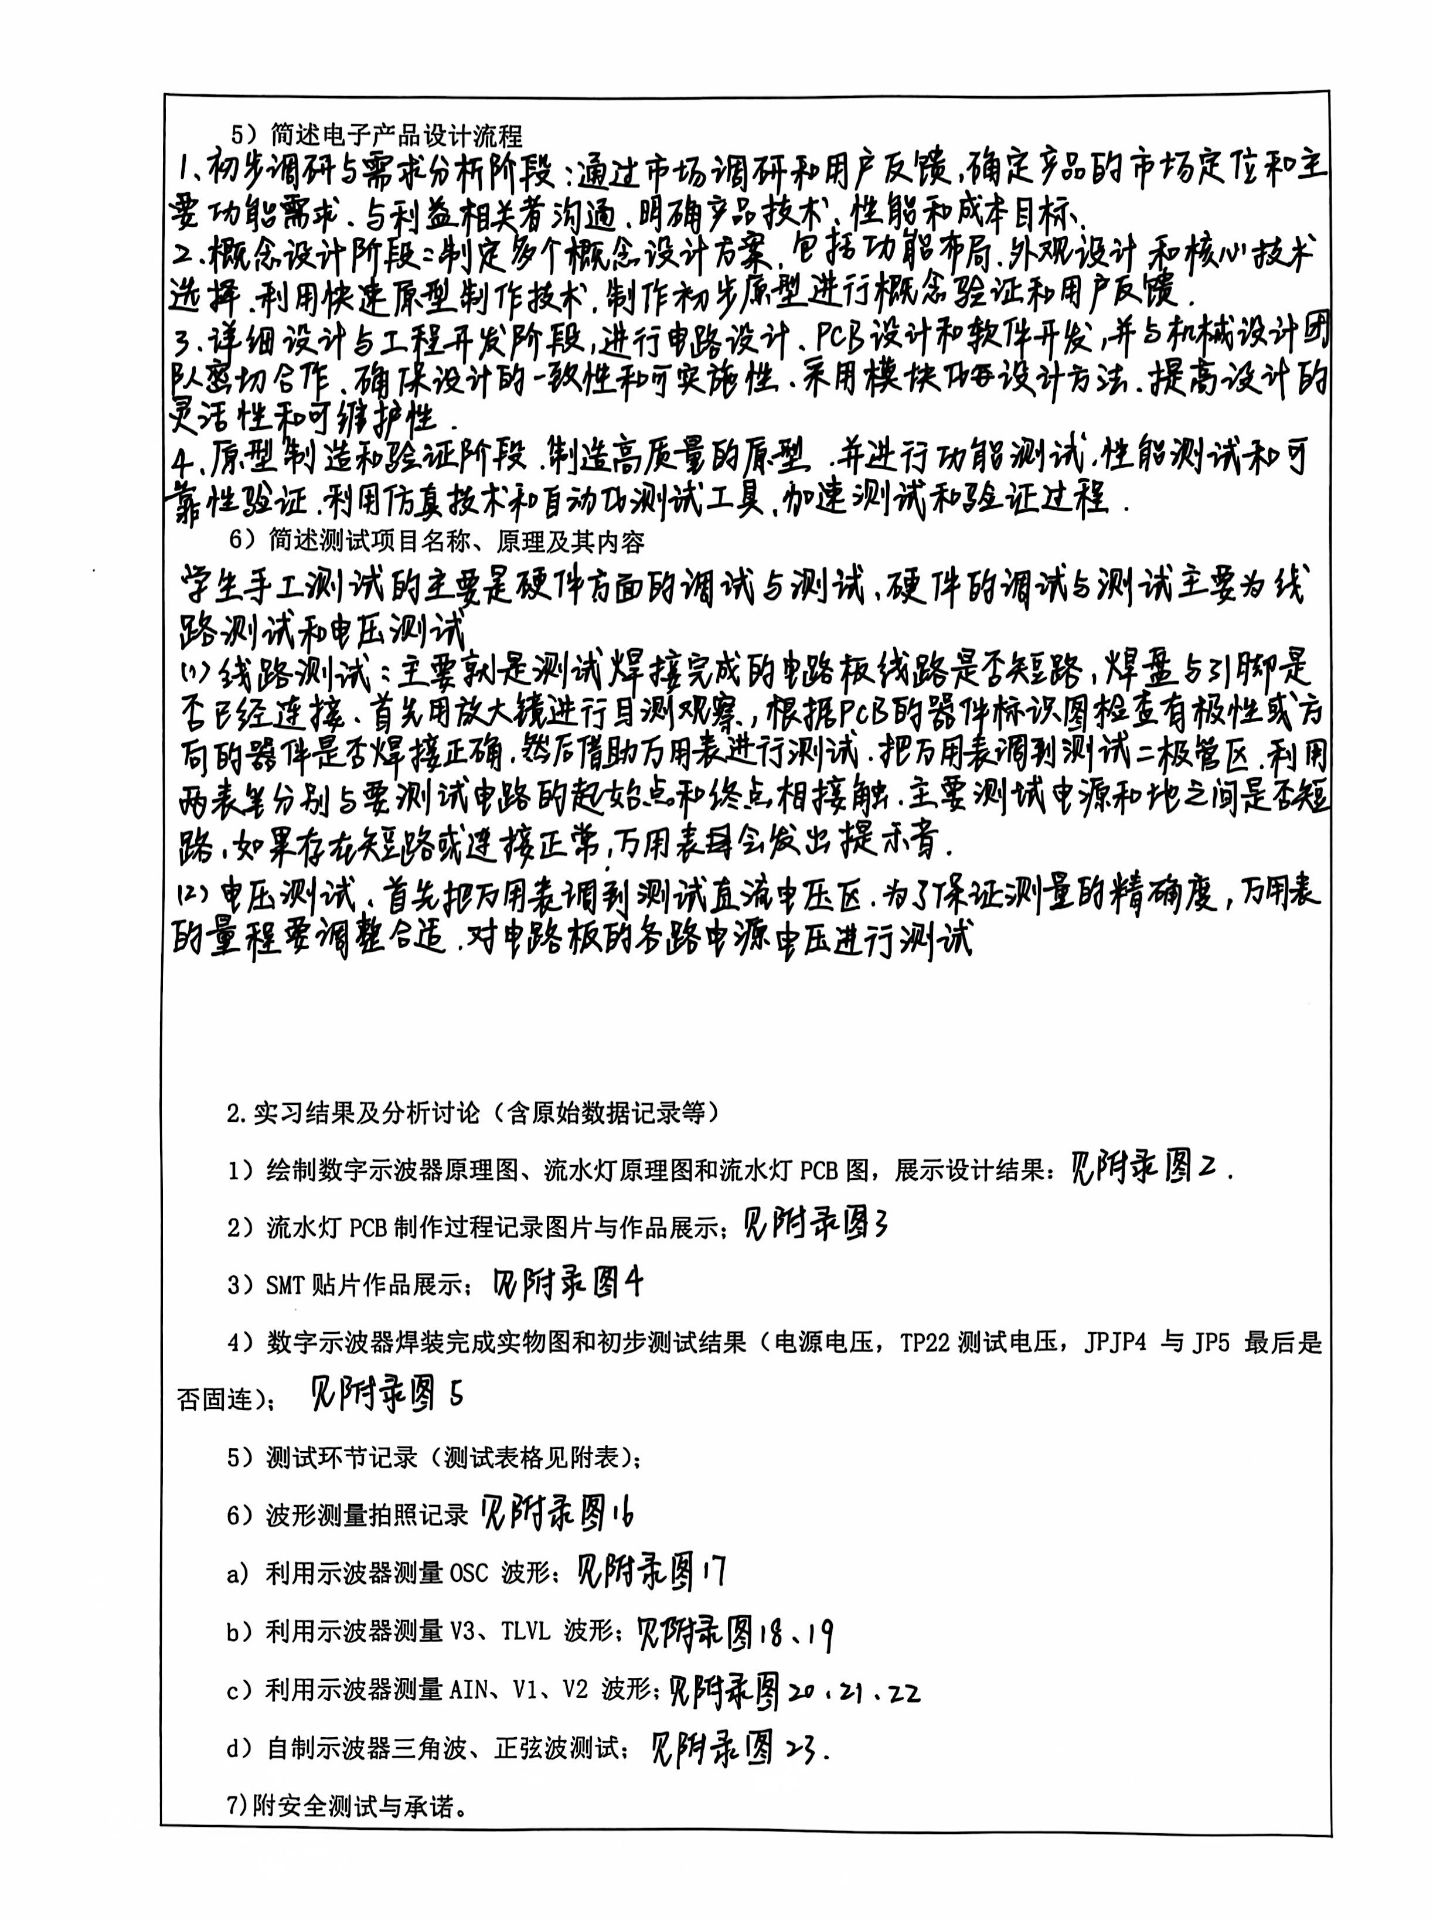 5）简述电子产品设计流程
1、初步调研与需求分析阶段：通过市场调研和用户反馈，确定产品的市场定位和主
要功能需求、与利益相关者沟通、明确产品技术、性能和成本目标、
2、概念设计阶段：制定多个概念设计方案，包括功能布局、外观设计和核心技术
选择、利用快速原型制作技术，制作初步原型进行概念验证和用户反馈.
3、详细设计与工程开发阶段，进行电路设计、PCB设计和软件开发，并与机械设计团
队密切合作、确保设计的一致性和可实施性、采用模块化设计方法、提高设计的
灵活性和可维护性.
4、原型制造和验证阶段、制造高质量的原型、并进行功能测试，性能测试和可
靠性验证、利用仿真技术和自动化测试工具，加速测试和验证过程.
6）简述测试项目名称、原理及其内容
学生手工测试的主要是硬件方面的调试与测试、硬件的调试与测试主要为线
路测试和电压测试
(1)线路测试：主要就是测试焊接完成的电路板线路是否短路，焊盘与引脚是
否已经连接、首先用放大镜进行目测观察，根据PCB的器件标识图检查有极性或方
向的器件是否焊接正确，然后借助万用表进行测试、把万用表调到测试二极管区、利用
两表笔分别与要测试电路的起始点和终点相接触、主要测试电源和地之间是否短
路，如果存在短路或连接正常，万用表会发出提示音.
(2)电压测试、首先把万用表调到测试直流电压区、为了保证测量的精确度，万用表
的量程要调整合适、对电路板的各路电源电压进行测试
2.实习结果及分析讨论（含原始数据记录等）
1）绘制数字示波器原理图、流水灯原理图和流水灯 PCB 图，展示设计结果：见附录图2.
2）流水灯 PCB 制作过程记录图片与作品展示；见附录图3
3）SMT 贴片作品展示；见附录图4
4）数字示波器焊装完成实物图和初步测试结果（电源电压，TP22 测试电压，JPJP4 与 JP5 最后是
否固连）；见附录图5
5）测试环节记录（测试表格见附表）；
6）波形测量拍照记录 见附录图16
a）利用示波器测量 OSC 波形；见附录图17
b）利用示波器测量 V3、TLVL 波形；见附录图18、19
c）利用示波器测量 AIN、V1、V2 波形；见附录图20、21、22
d）自制示波器三角波、正弦波测试；见附录图23.
7)附安全测试与承诺。